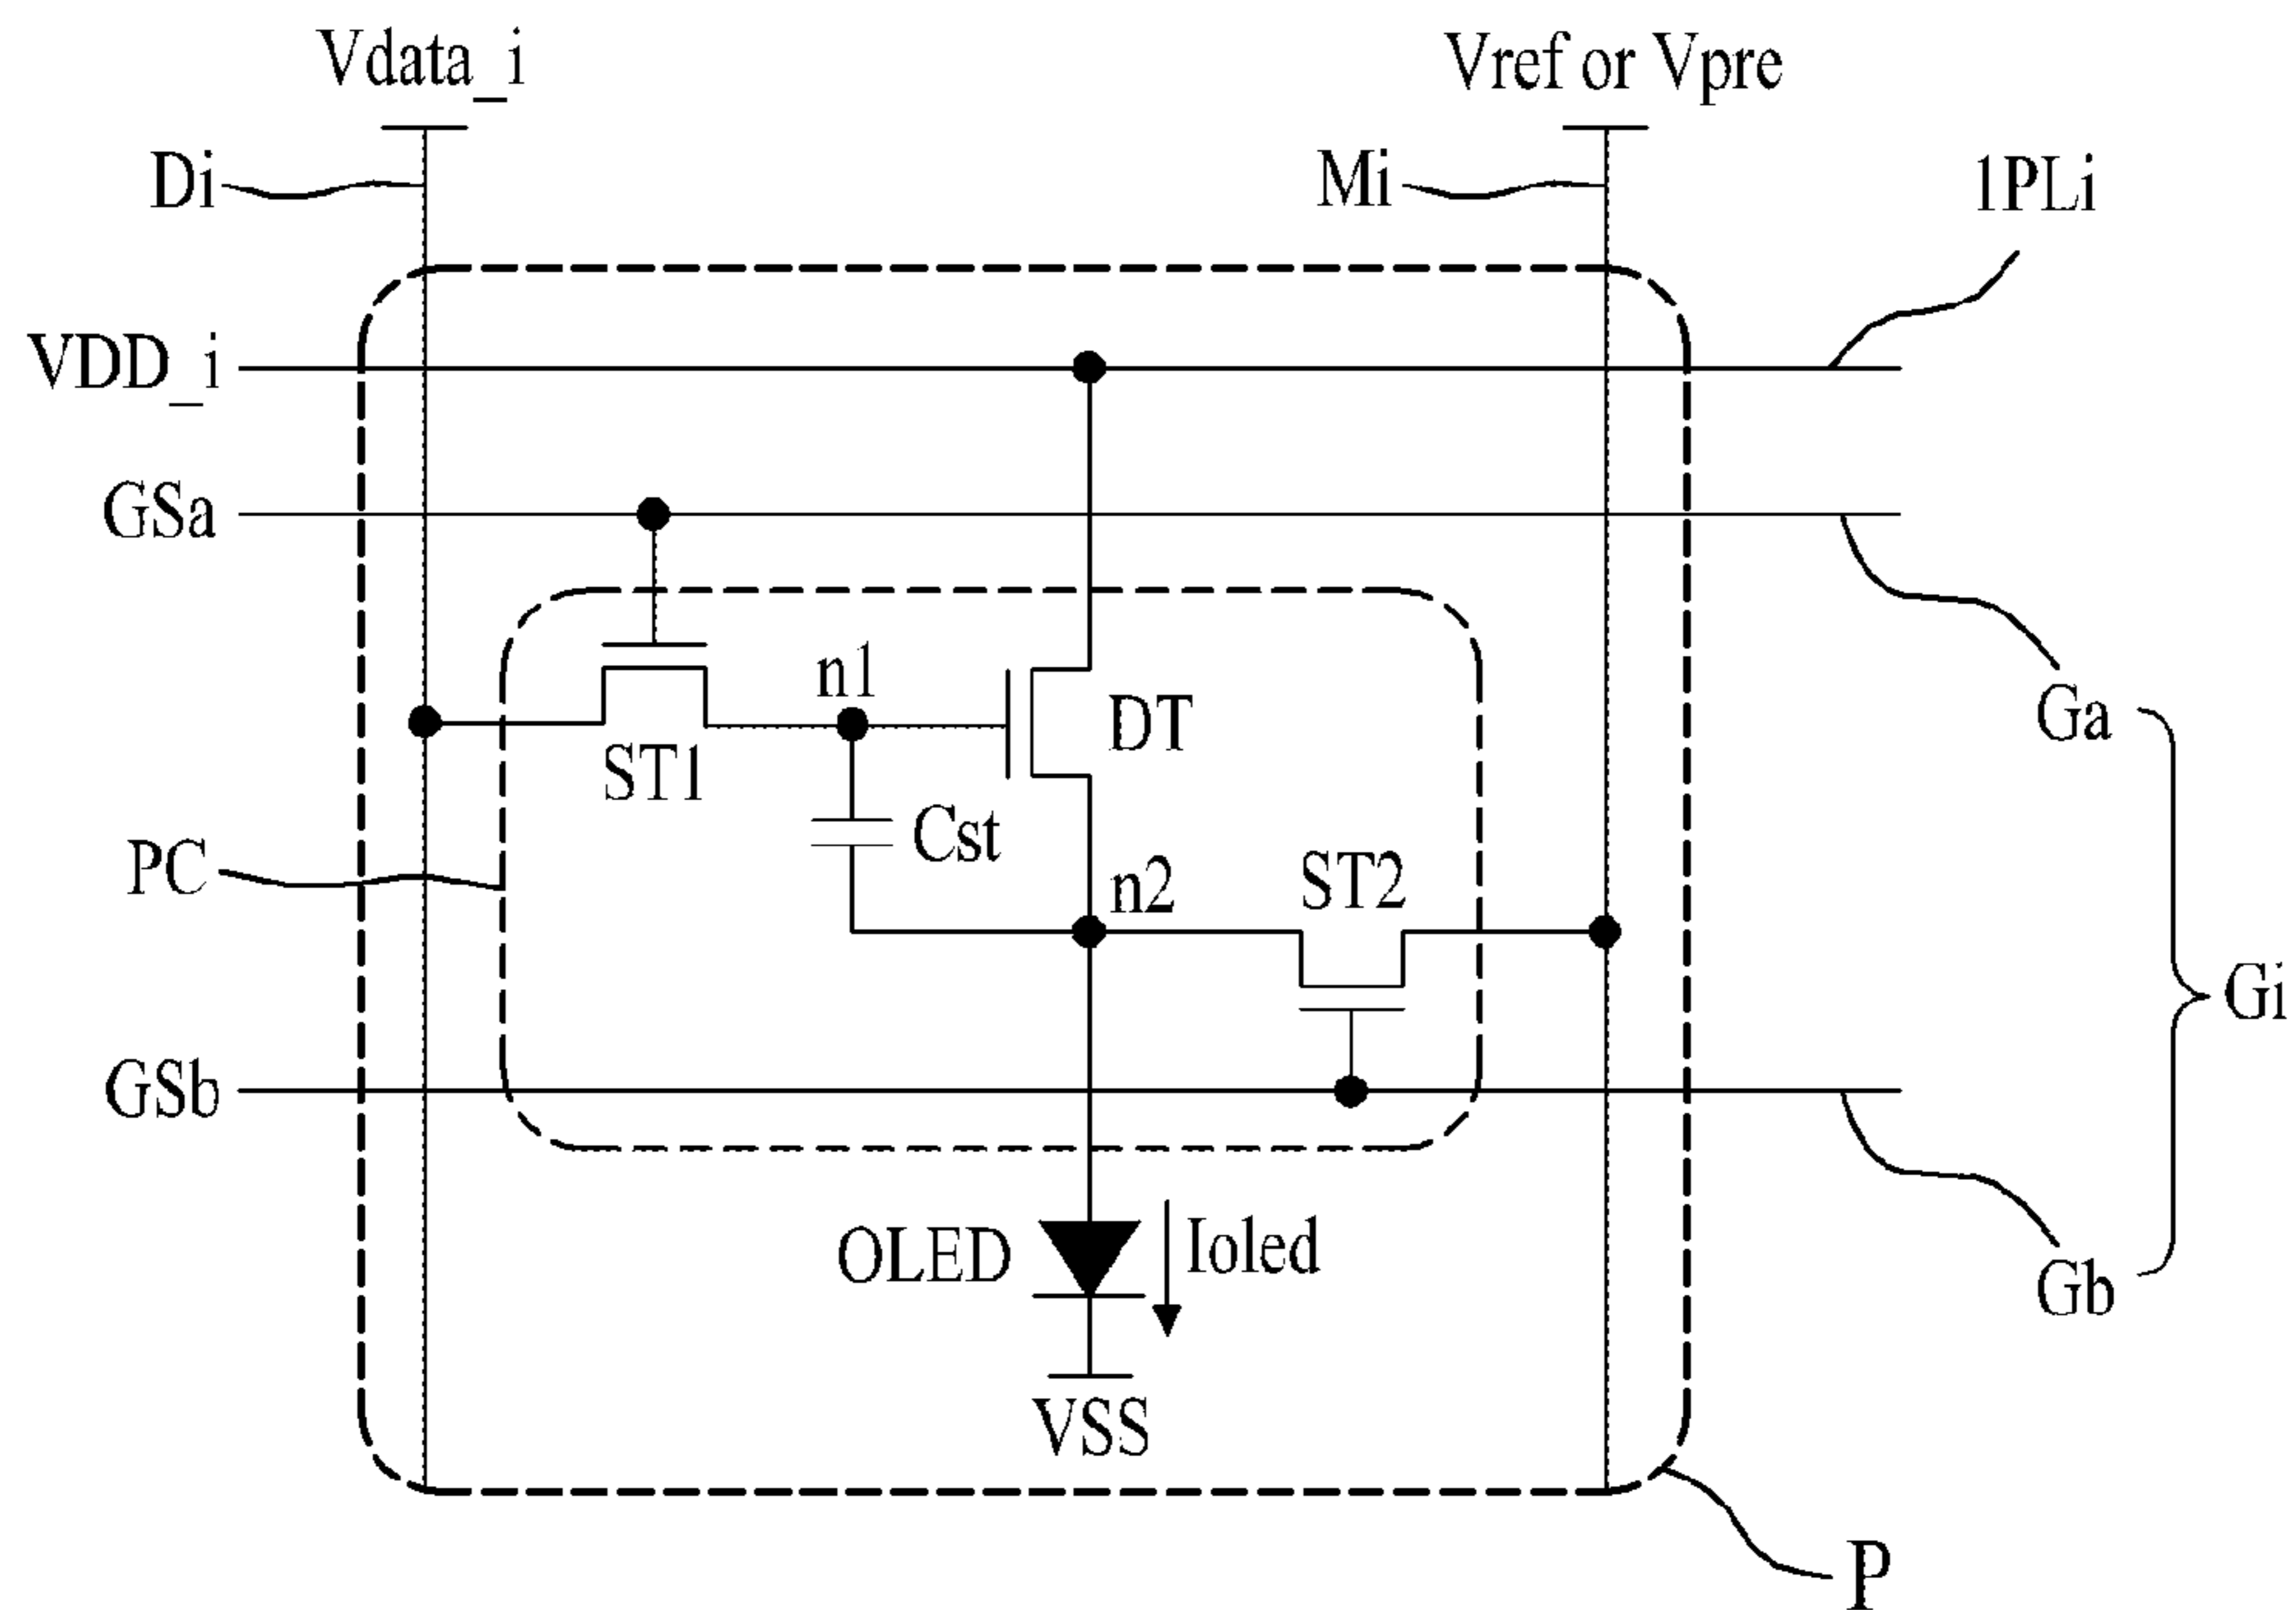 Vdata_i
Vref or Vpre
Di
Mi
1PLi
VDD_i
GSa
n1
DT
Ga
ST1
Cst
PC
n2
ST2
Gi
GSb
OLED
Ioled
Gb
VSS
P